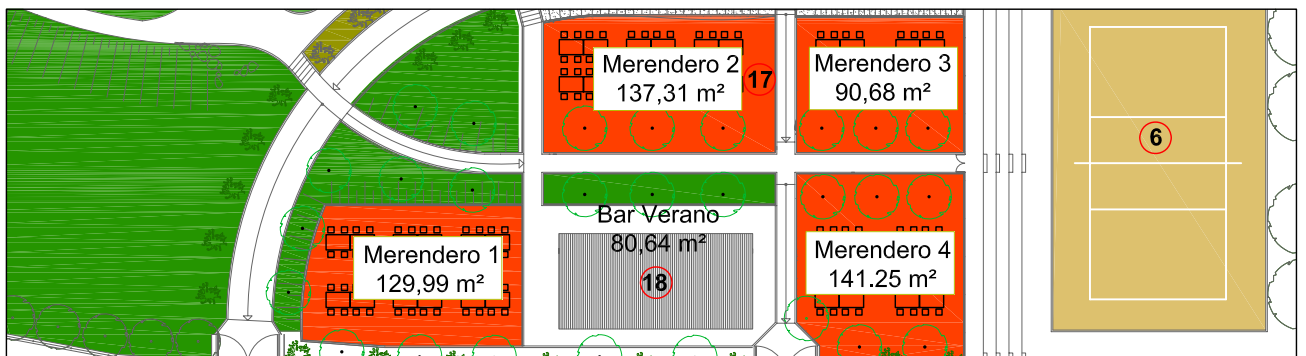 Merendero 2
137,31 m²
17
Merendero 3
90,68 m²
6
Bar Verano
80,64 m²
18
Merendero 1
129,99 m²
Merendero 4
141.25 m²